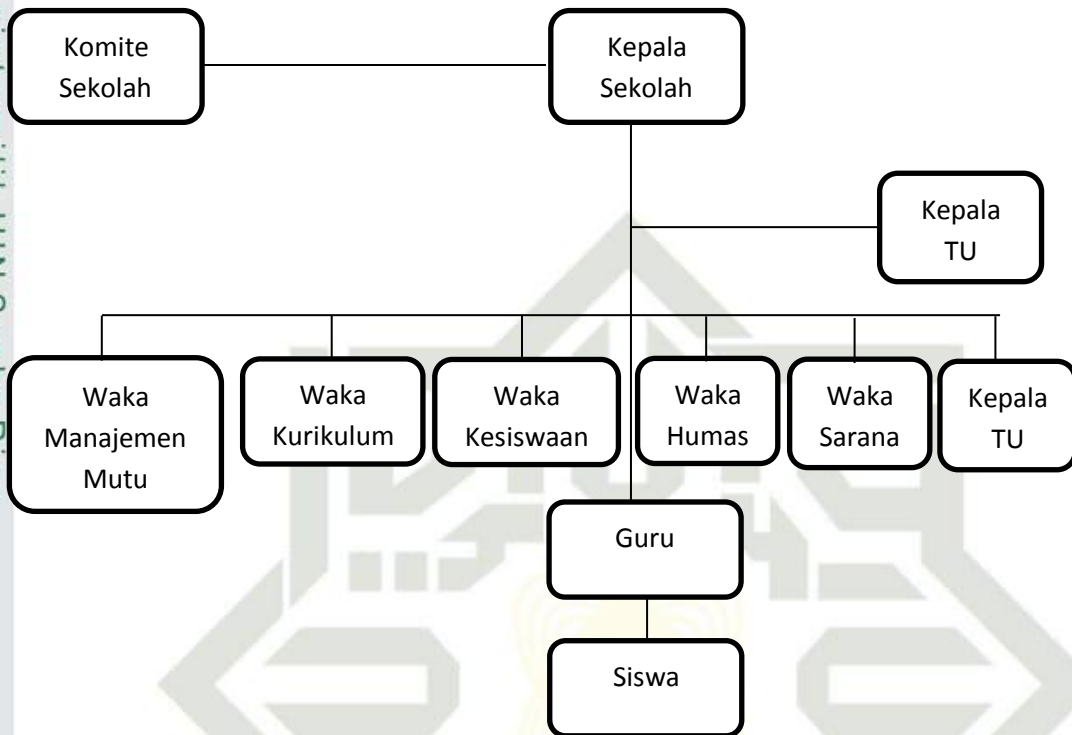 Komite
Sekolah
Kepala
Sekolah
Kepala
TU
Waka
Manajemen
Mutu
Waka
Kurikulum
Waka
Kesiswaan
Waka
Humas
Waka
Sarana
Kepala
TU
Guru
Siswa